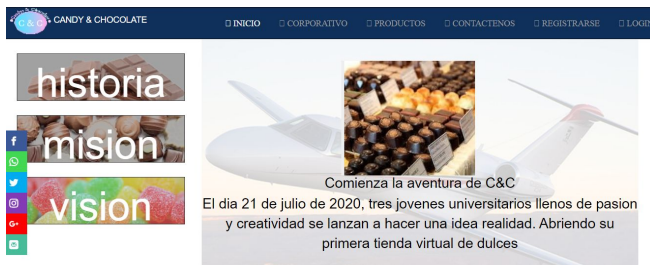 C & C
CANDY & CHOCOLATE
INICIO
CORPORATIVO
PRODUCTOS
CONTACTENOS
REGISTRARSE
LOGIN
historia
mision
vision
Comienza la aventura de C&C
El dia 21 de julio de 2020, tres jovenes universitarios llenos de pasion
y creatividad se lanzan a hacer una idea realidad. Abriendo su
primera tienda virtual de dulces